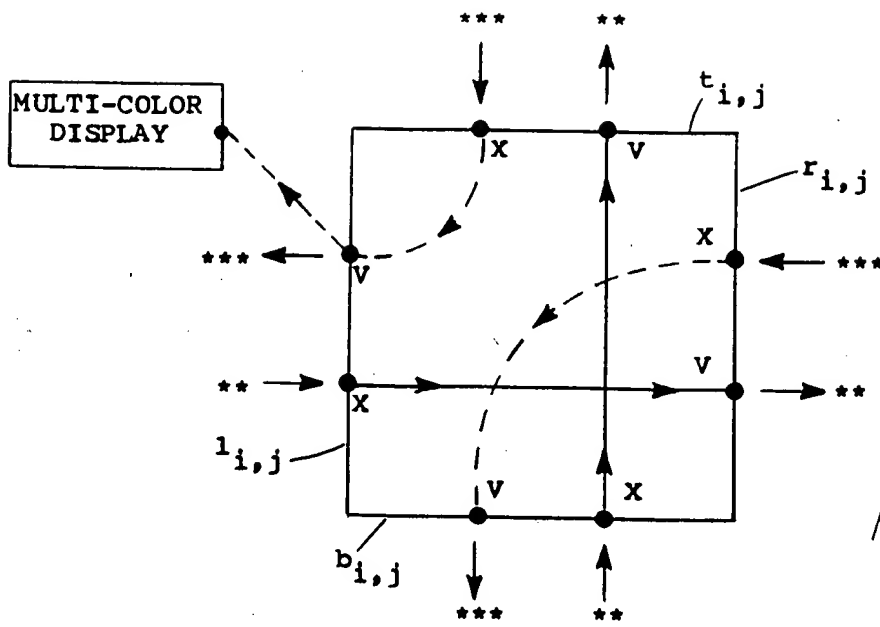 *** **
MULTI-COLOR
DISPLAY
t i,j
X V
r i,j
X
*** V ***
** V **
X
l i,j
V X
b i,j
*** **